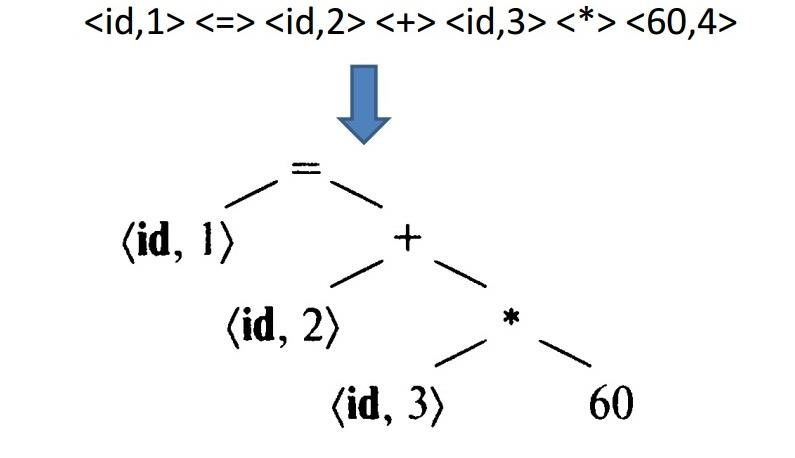 <id,1> <=> <id,2> <+> <id,3> <*> <60,4>
=
⟨id, 1⟩ +
⟨id, 2⟩ *
⟨id, 3⟩ 60